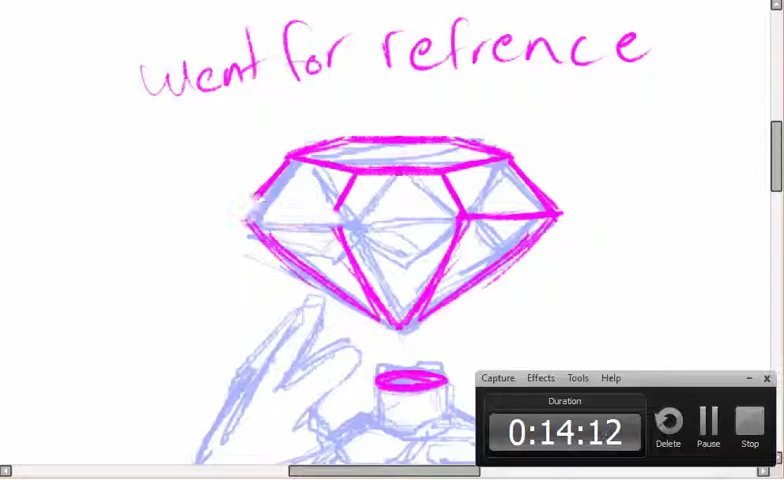 went for refrence
Capture Effects Tools Help
Duration
0:14:12
Delete Pause Stop